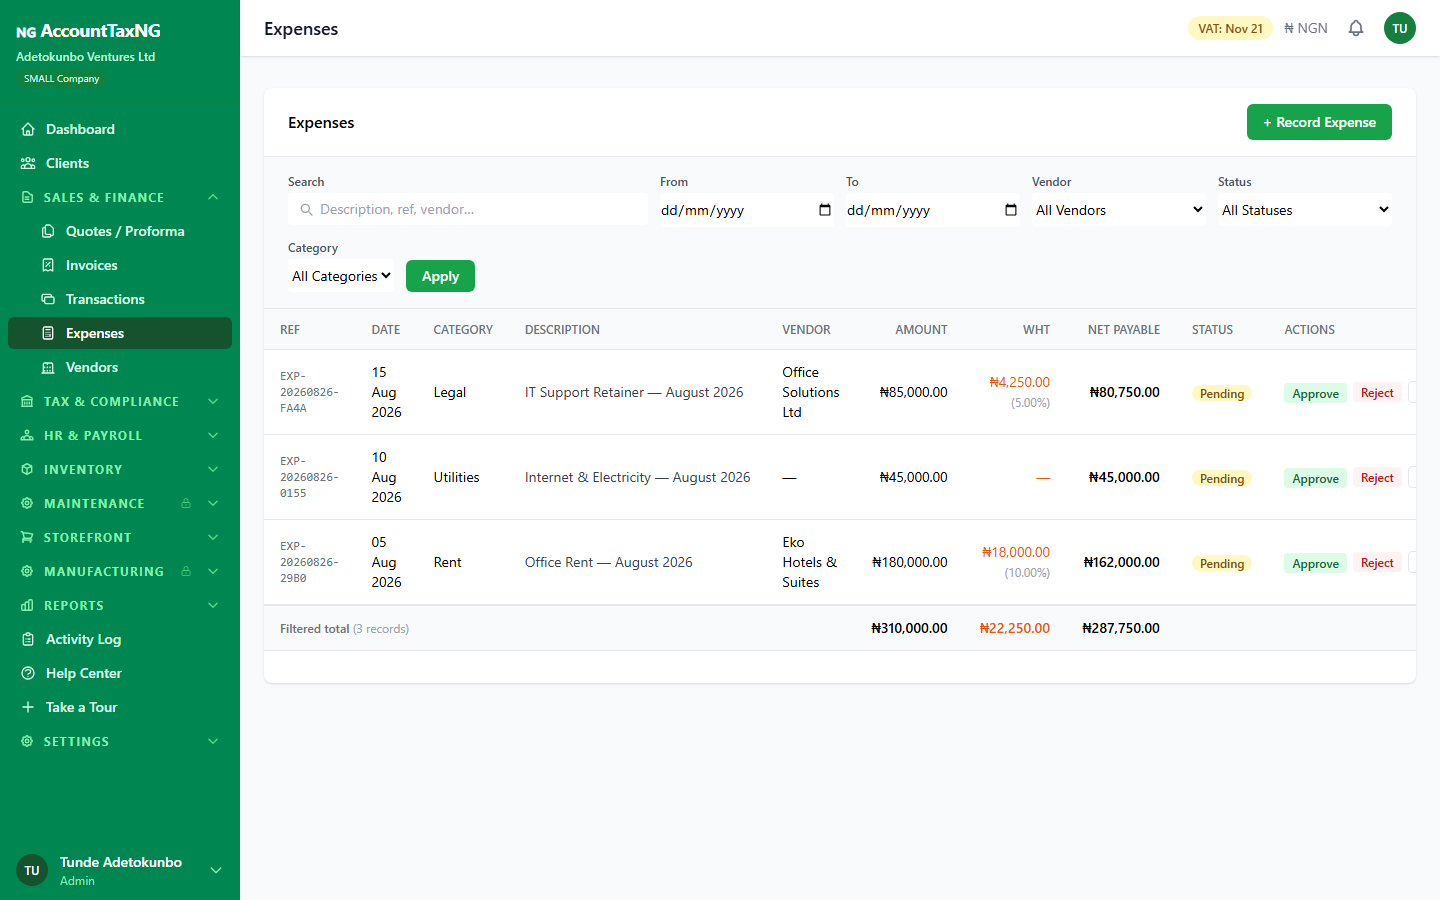 NG AccountTaxNG
Adetokunbo Ventures Ltd
SMALL Company
Dashboard
Clients
SALES & FINANCE
Quotes / Proforma
Invoices
Transactions
Expenses
Vendors
TAX & COMPLIANCE
HR & PAYROLL
INVENTORY
MAINTENANCE
STOREFRONT
MANUFACTURING
REPORTS
Activity Log
Help Center
Take a Tour
SETTINGS
TU
Tunde Adetokunbo
Admin
Expenses
VAT: Nov 21
₦ NGN
TU
Expenses
+ Record Expense
Search
From
To
Vendor
Status
Description, ref, vendor...
dd/mm/yyyy
dd/mm/yyyy
All Vendors
All Statuses
Category
All Categories
Apply
REF DATE CATEGORY DESCRIPTION VENDOR AMOUNT WHT NET PAYABLE STATUS ACTIONS
EXP-
20260826-
FA4A
15
Aug
2026
Legal
IT Support Retainer — August 2026
Office
Solutions
Ltd
₦85,000.00
₦4,250.00
(5.00%)
₦80,750.00
Pending
Approve
Reject
EXP-
20260826-
0155
10
Aug
2026
Utilities
Internet & Electricity — August 2026
—
₦45,000.00
—
₦45,000.00
Pending
Approve
Reject
EXP-
20260826-
29B0
05
Aug
2026
Rent
Office Rent — August 2026
Eko
Hotels &
Suites
₦180,000.00
₦18,000.00
(10.00%)
₦162,000.00
Pending
Approve
Reject
Filtered total (3 records) ₦310,000.00 ₦22,250.00 ₦287,750.00